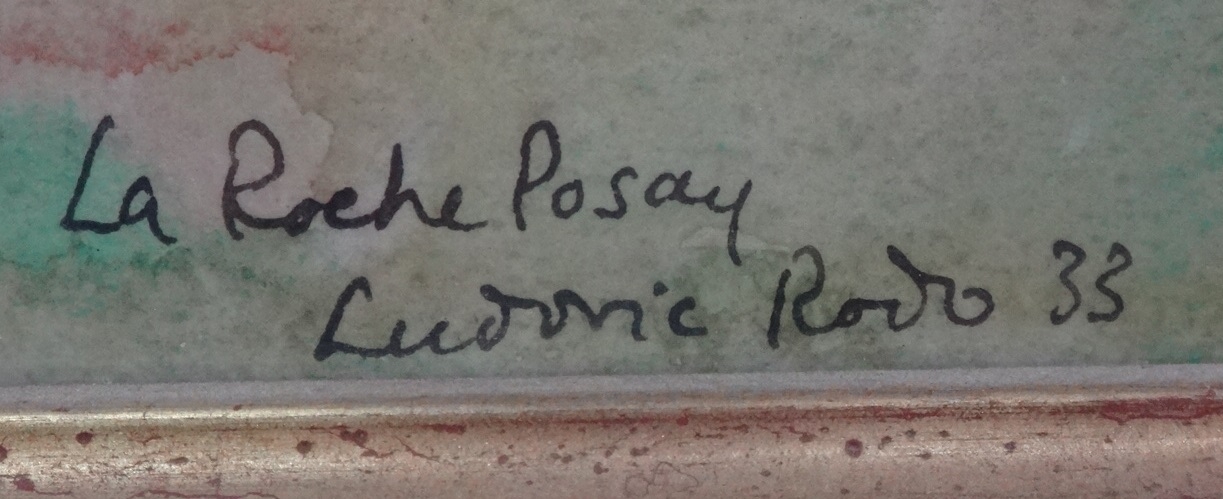 La Roche Posay
Ludovic Rodo 33